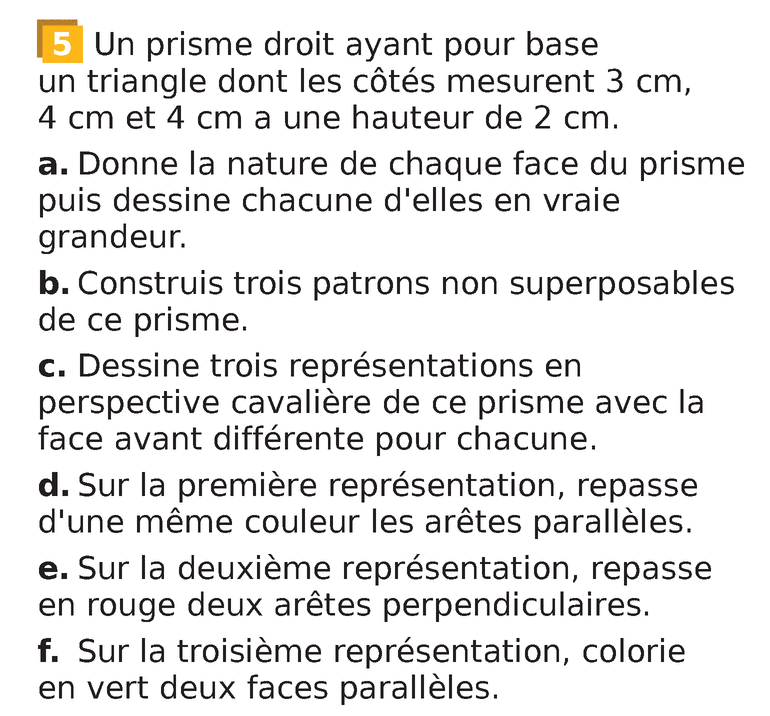 5 Un prisme droit ayant pour base
un triangle dont les côtés mesurent 3 cm,
4 cm et 4 cm a une hauteur de 2 cm.
a. Donne la nature de chaque face du prisme
puis dessine chacune d'elles en vraie
grandeur.
b. Construis trois patrons non superposables
de ce prisme.
c. Dessine trois représentations en
perspective cavalière de ce prisme avec la
face avant différente pour chacune.
d. Sur la première représentation, repasse
d'une même couleur les arêtes parallèles.
e. Sur la deuxième représentation, repasse
en rouge deux arêtes perpendiculaires.
f. Sur la troisième représentation, colorie
en vert deux faces parallèles.